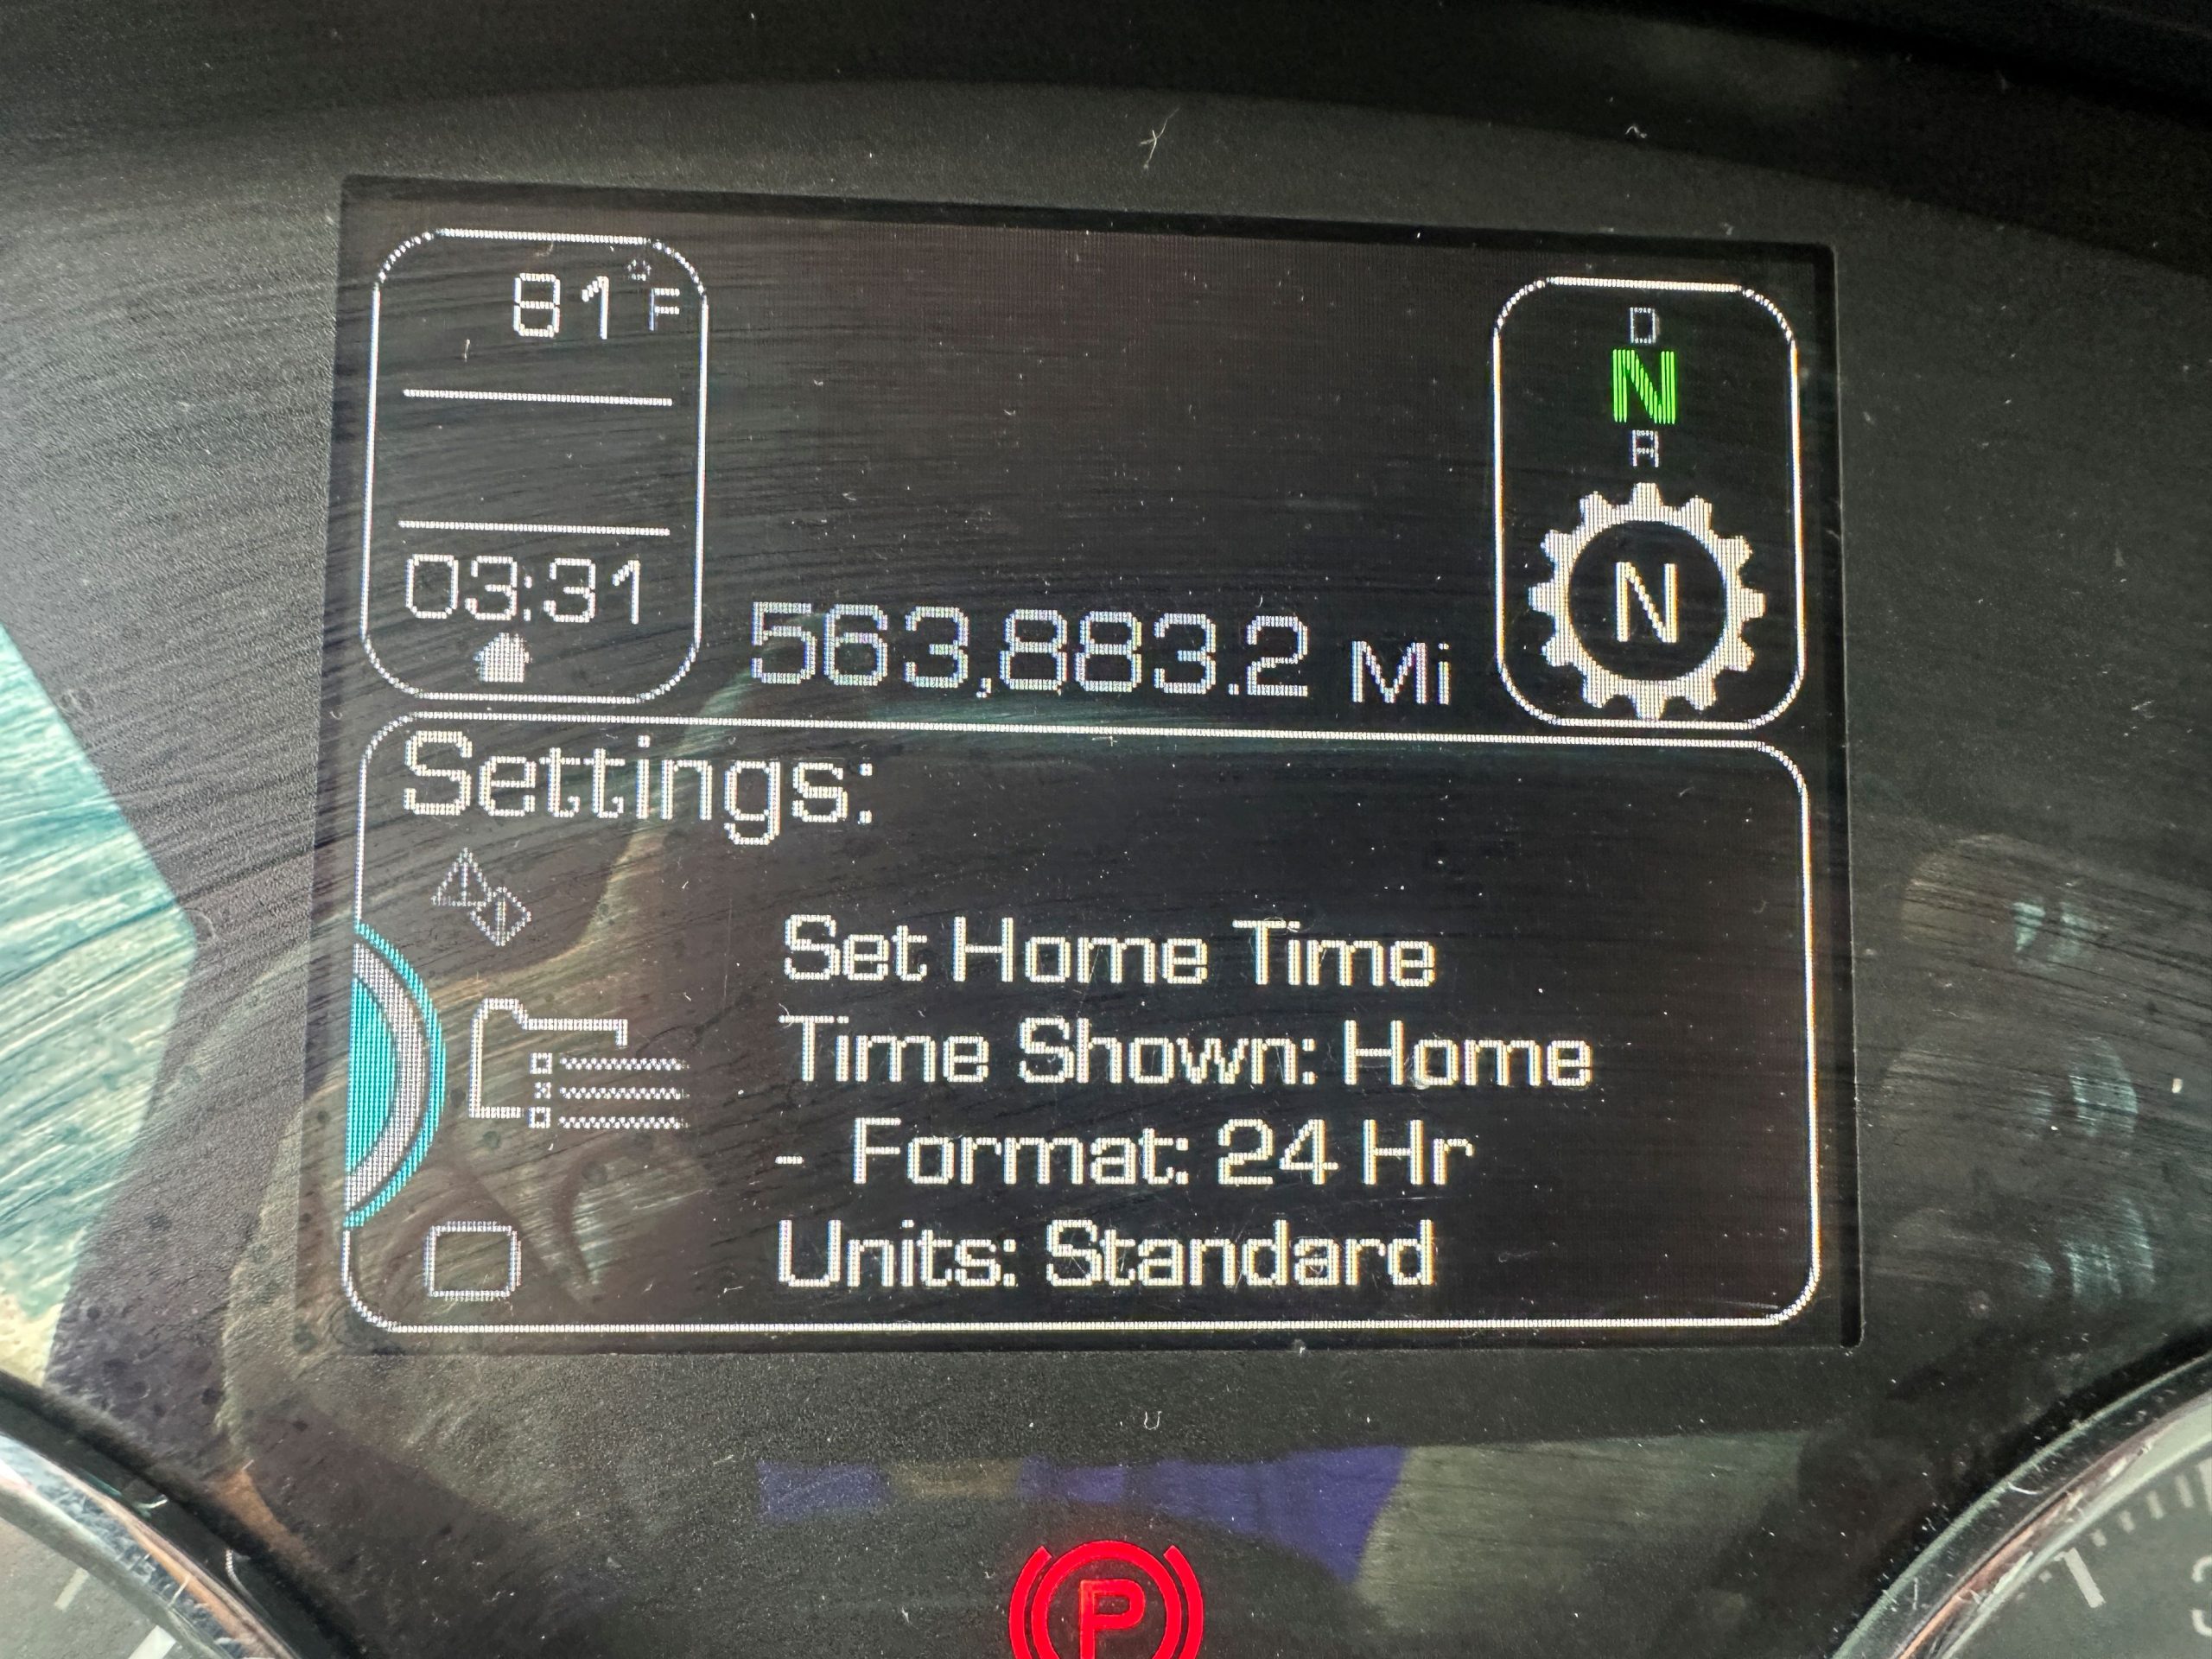 81°F
03:31
563,883.2 Mi
D
N
R
N
Settings:
Set Home Time
Time Shown: Home
- Format: 24 Hr
Units: Standard
P
1